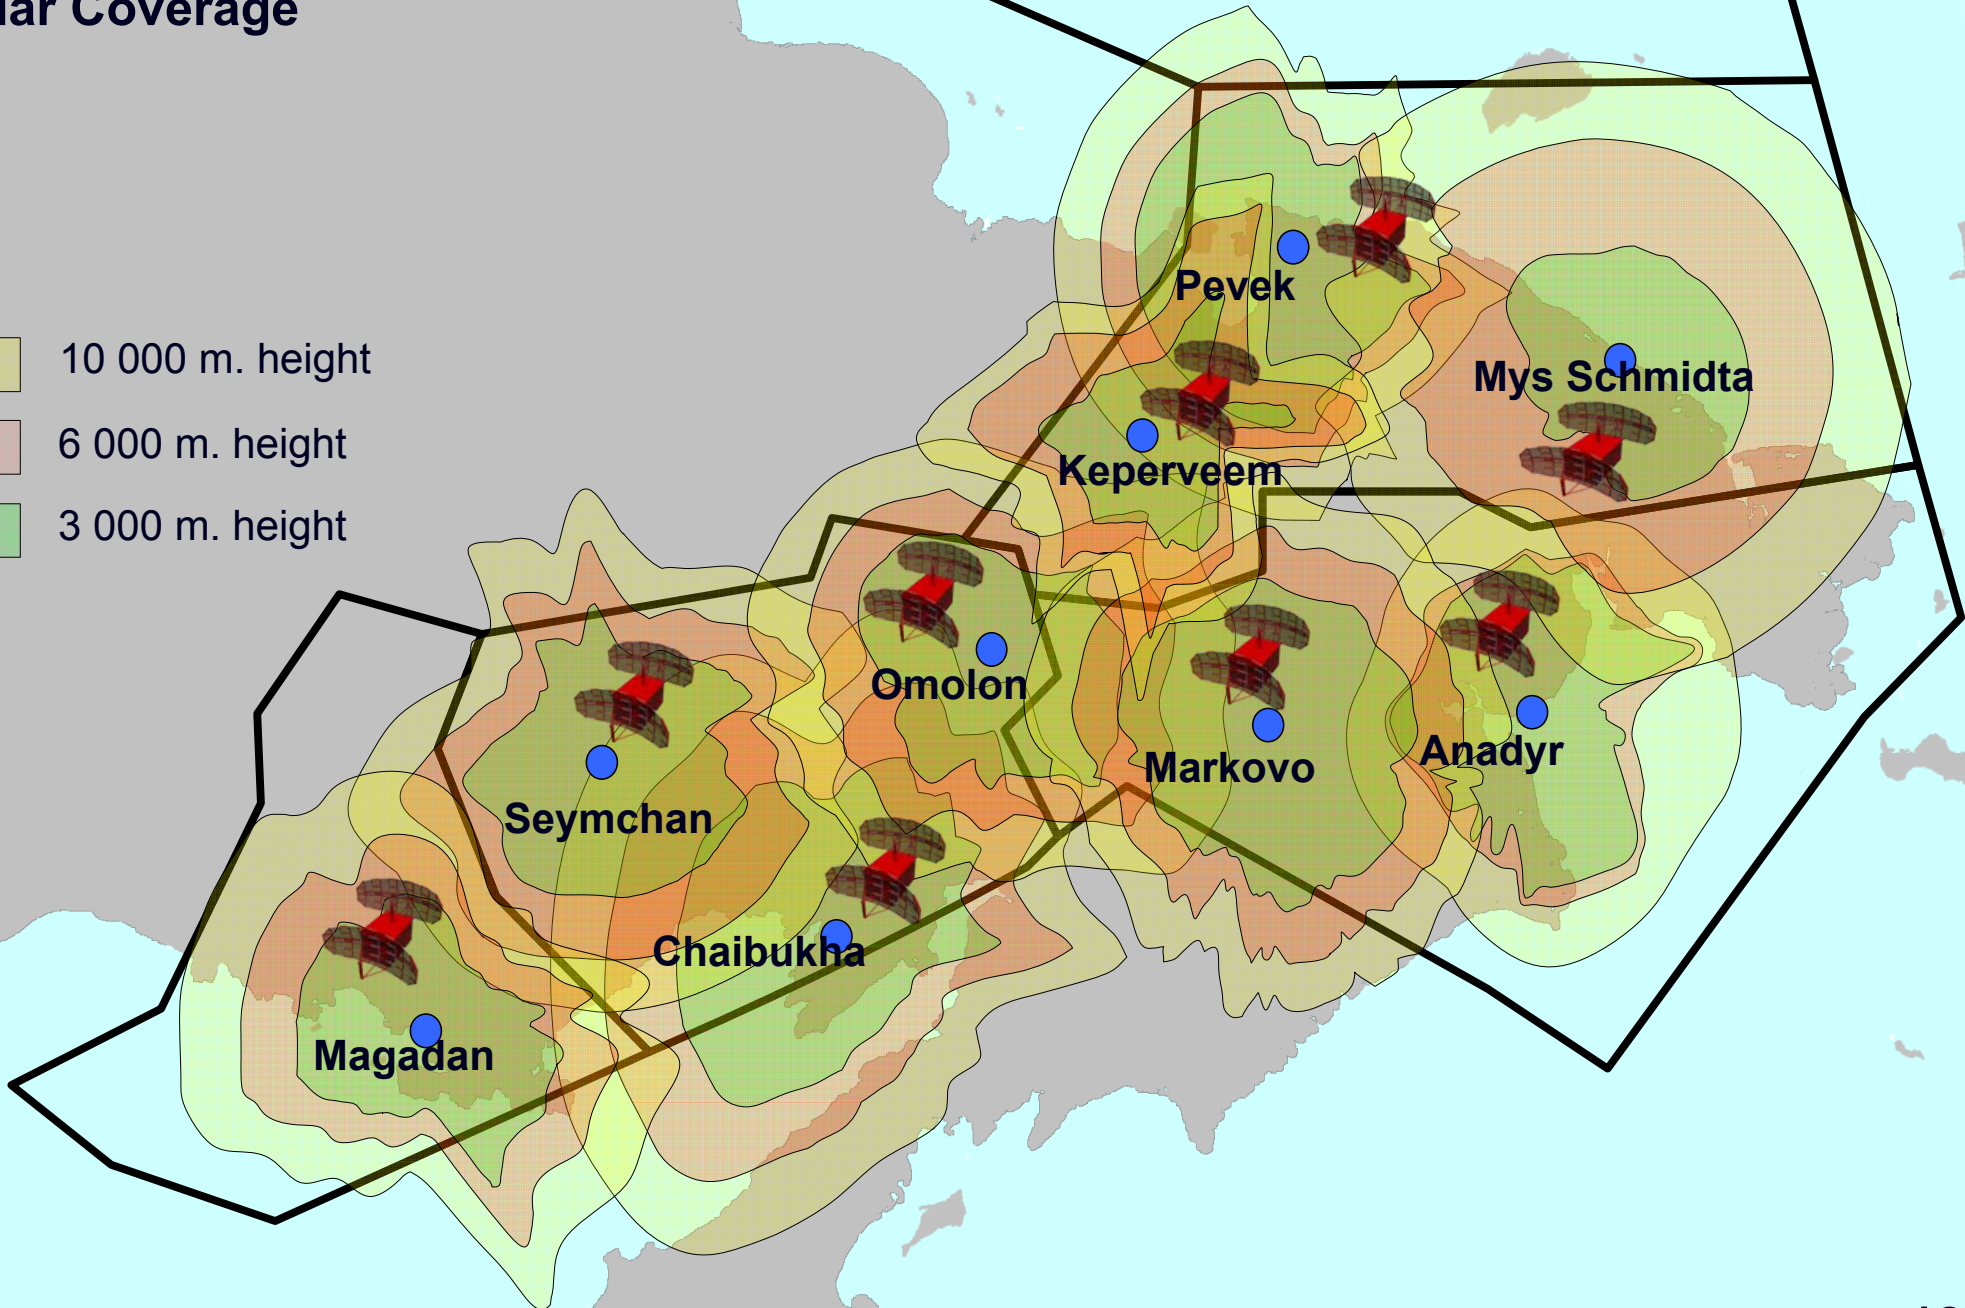 Coverage
10 000 m. height
6 000 m. height
3 000 m. height
Pevek
Mys Schmidta
Keperveem
Omolon
Markovo
Anadyr
Seymchan
Chaibukha
Magadan